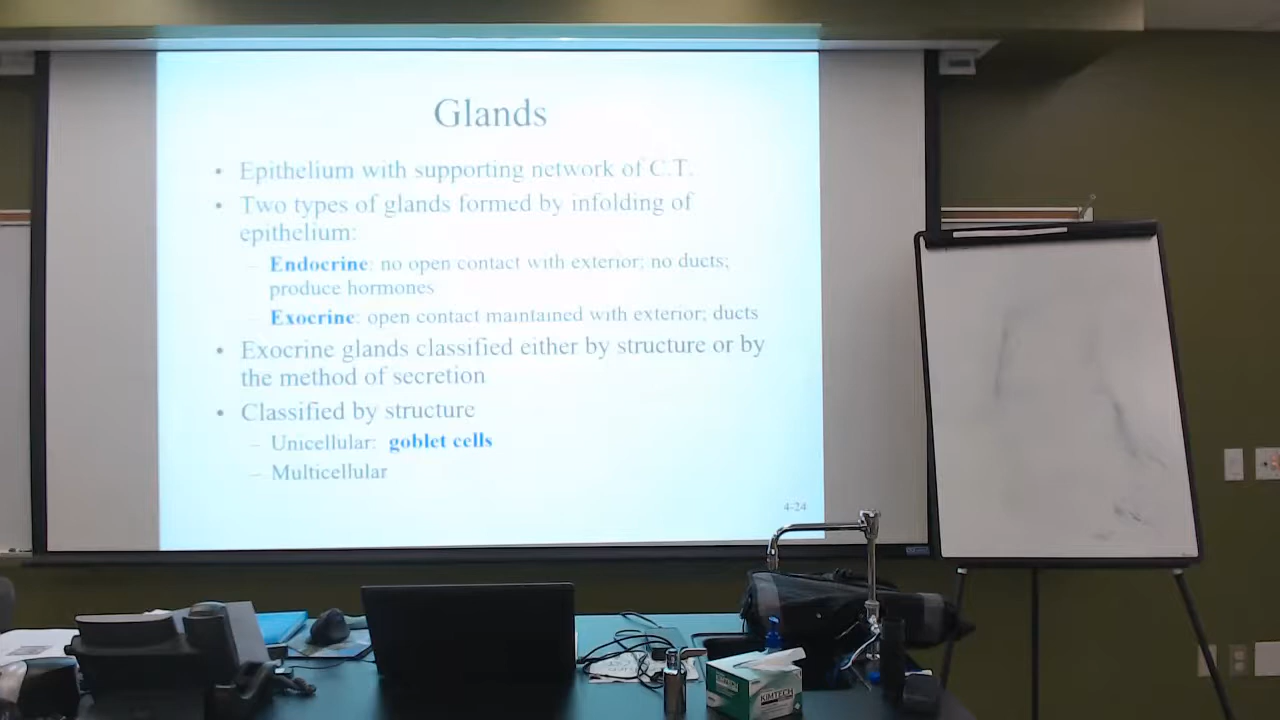 Glands
• Epithelium with supporting network of C.T.
• Two types of glands formed by infolding of
epithelium:
– Endocrine: no open contact with exterior; no ducts;
produce hormones
– Exocrine: open contact maintained with exterior; ducts
• Exocrine glands classified either by structure or by
the method of secretion
• Classified by structure
– Unicellular: goblet cells
– Multicellular
4-24
KIMTECH